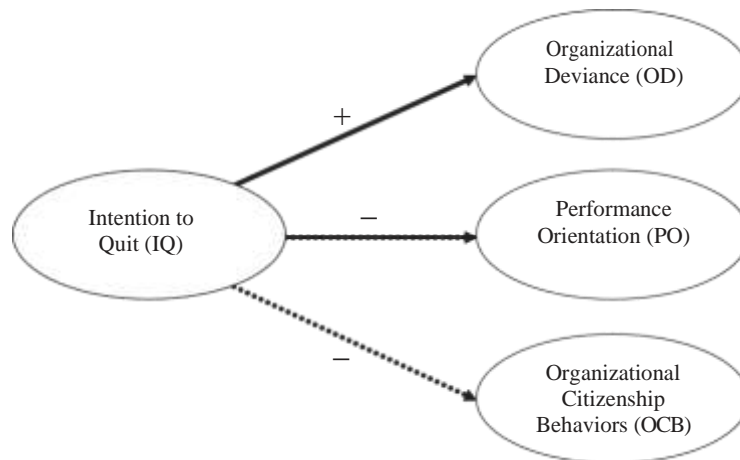 Organizational
Deviance (OD)
+
Intention to
Quit (IQ)
–
Performance
Orientation (PO)
–
Organizational
Citizenship
Behaviors (OCB)